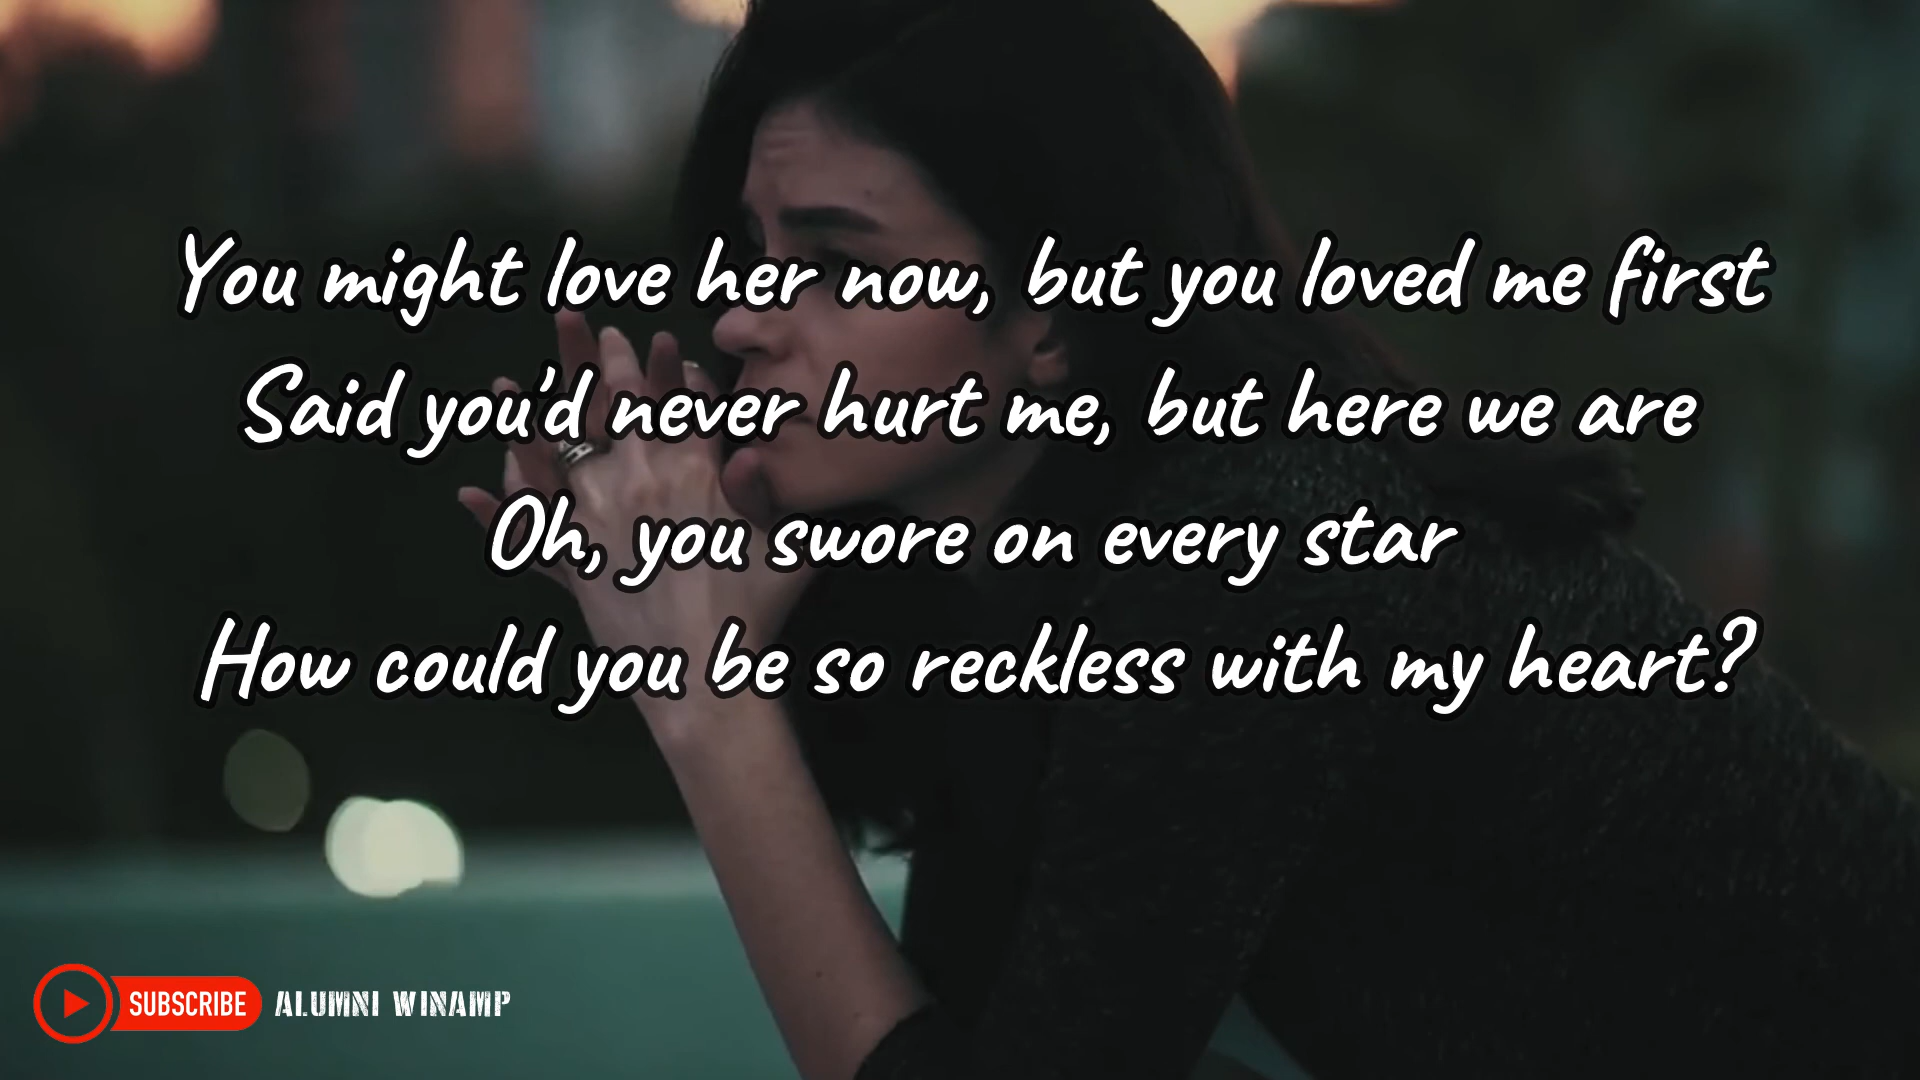 You might love her now, but you loved me first
Said you'd never hurt me, but here we are
Oh, you swore on every star
How could you be so reckless with my heart?
SUBSCRIBE ALUMNI WINAMP